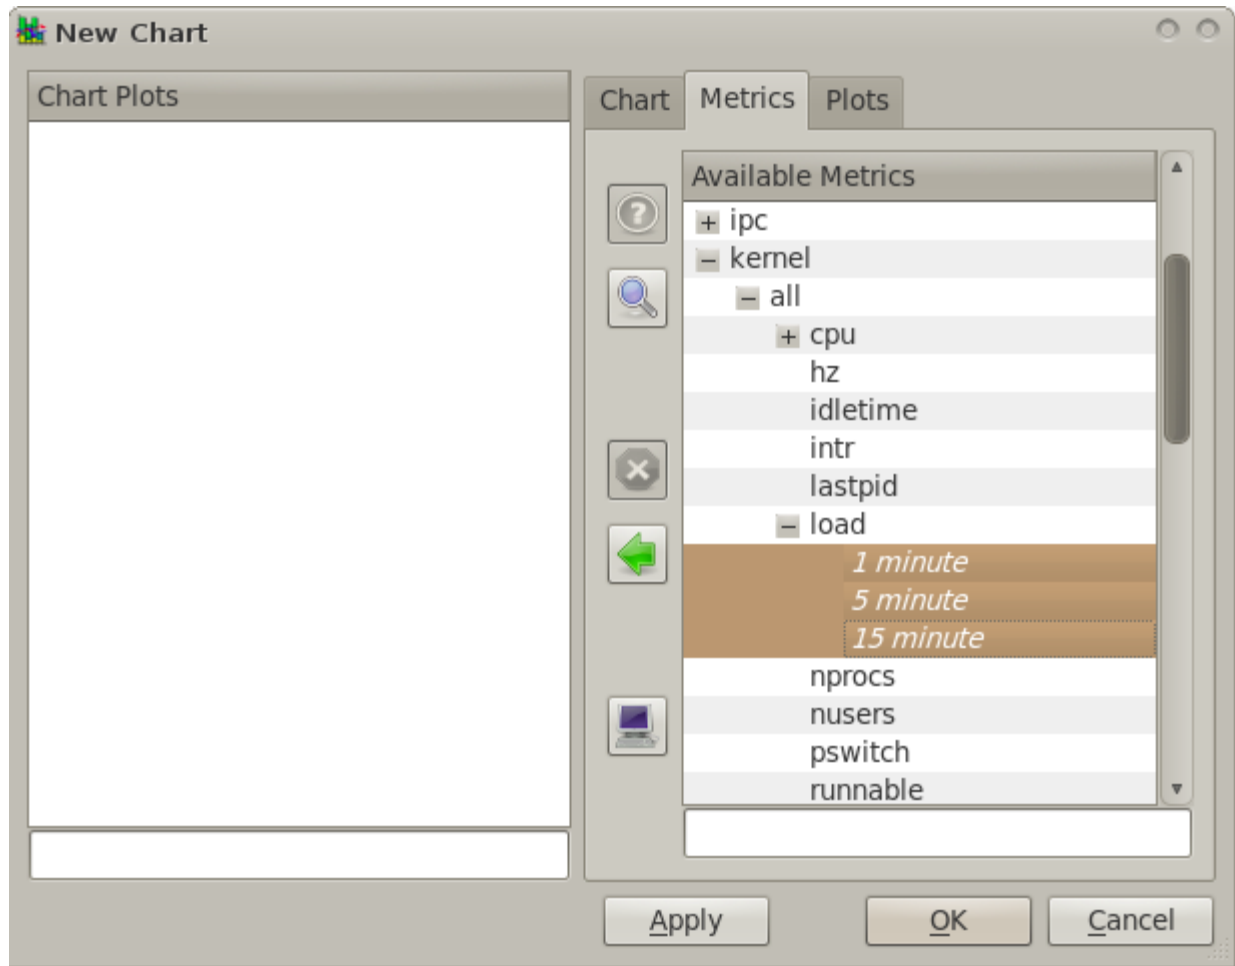 New Chart
Chart Plots
Chart Metrics Plots
Available Metrics
ipc
kernel
all
cpu
hz
idletime
intr
lastpid
load
1 minute
5 minute
15 minute
nprocs
nusers
pswitch
runnable
Apply OK Cancel